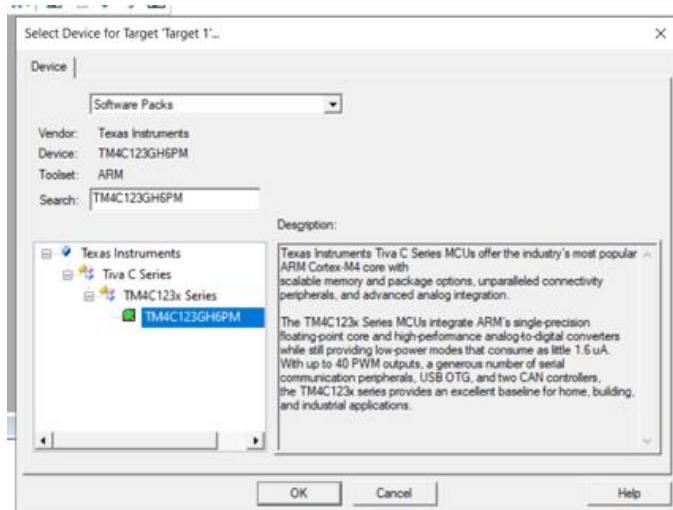 Select Device for Target 'Target 1'...
Device
Software Packs
Vendor: Texas Instruments
Device: TM4C123GH6PM
Toolset: ARM
Search: TM4C123GH6PM
Description:
Texas Instruments
Tiva C Series
TM4C123x Series
TM4C123GH6PM
Texas Instruments Tiva C Series MCUs offer the industry's most popular
ARM Cortex-M4 core with
scalable memory and package options, unparalleled connectivity
peripherals, and advanced analog integration.
The TM4C123x Series MCUs integrate ARM's single-precision
floating-point core and high-performance analog-to-digital converters
while still providing low-power modes that consume as little 1.6 uA.
With up to 40 PWM outputs, a generous number of serial
communication peripherals, USB OTG, and two CAN controllers,
the TM4C123x series provides an excellent baseline for home, building,
and industrial applications.
OK
Cancel
Help